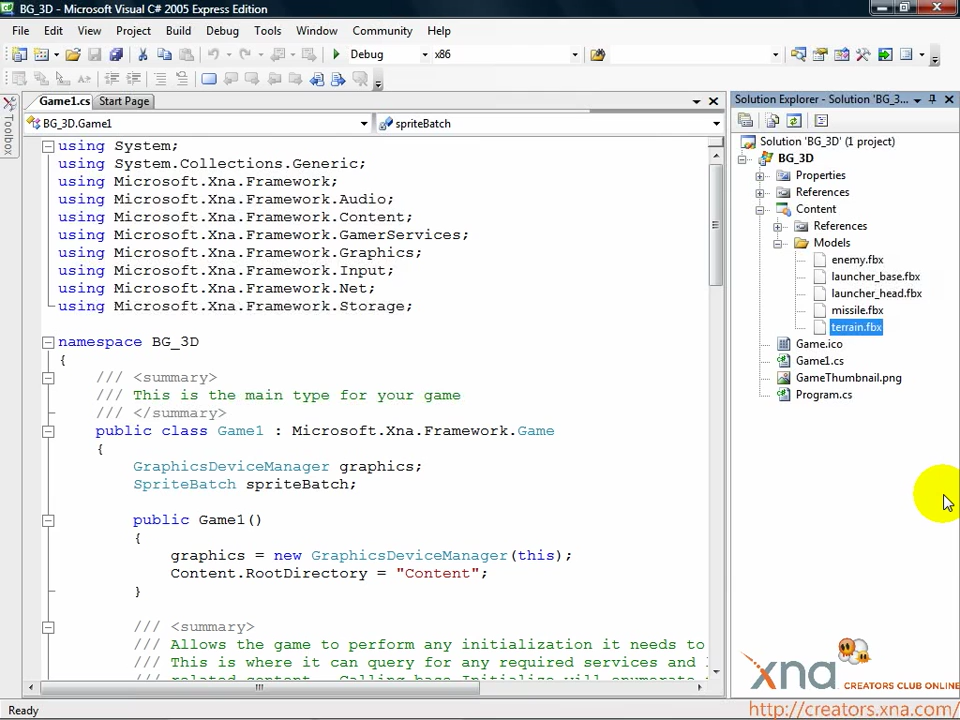 BG_3D - Microsoft Visual C# 2005 Express Edition
File Edit View Project Build Debug Tools Window Community Help
Debug x86
Toolbox
Game1.cs Start Page
BG_3D.Game1 spriteBatch
using System;
using System.Collections.Generic;
using Microsoft.Xna.Framework;
using Microsoft.Xna.Framework.Audio;
using Microsoft.Xna.Framework.Content;
using Microsoft.Xna.Framework.GamerServices;
using Microsoft.Xna.Framework.Graphics;
using Microsoft.Xna.Framework.Input;
using Microsoft.Xna.Framework.Net;
using Microsoft.Xna.Framework.Storage;
namespace BG_3D
{
/// <summary>
/// This is the main type for your game
/// </summary>
public class Game1 : Microsoft.Xna.Framework.Game
{
GraphicsDeviceManager graphics;
SpriteBatch spriteBatch;
public Game1()
{
graphics = new GraphicsDeviceManager(this);
Content.RootDirectory = "Content";
}
/// <summary>
/// Allows the game to perform any initialization it needs to
/// This is where it can query for any required services and
/// related content. Calling base.Initialize will enumerate
Solution Explorer - Solution 'BG_3...
Solution 'BG_3D' (1 project)
BG_3D
Properties
References
Content
References
Models
enemy.fbx
launcher_base.fbx
launcher_head.fbx
missile.fbx
terrain.fbx
Game.ico
Game1.cs
GameThumbnail.png
Program.cs
xna CREATORS CLUB ONLINE
http://creators.xna.com/
Ready